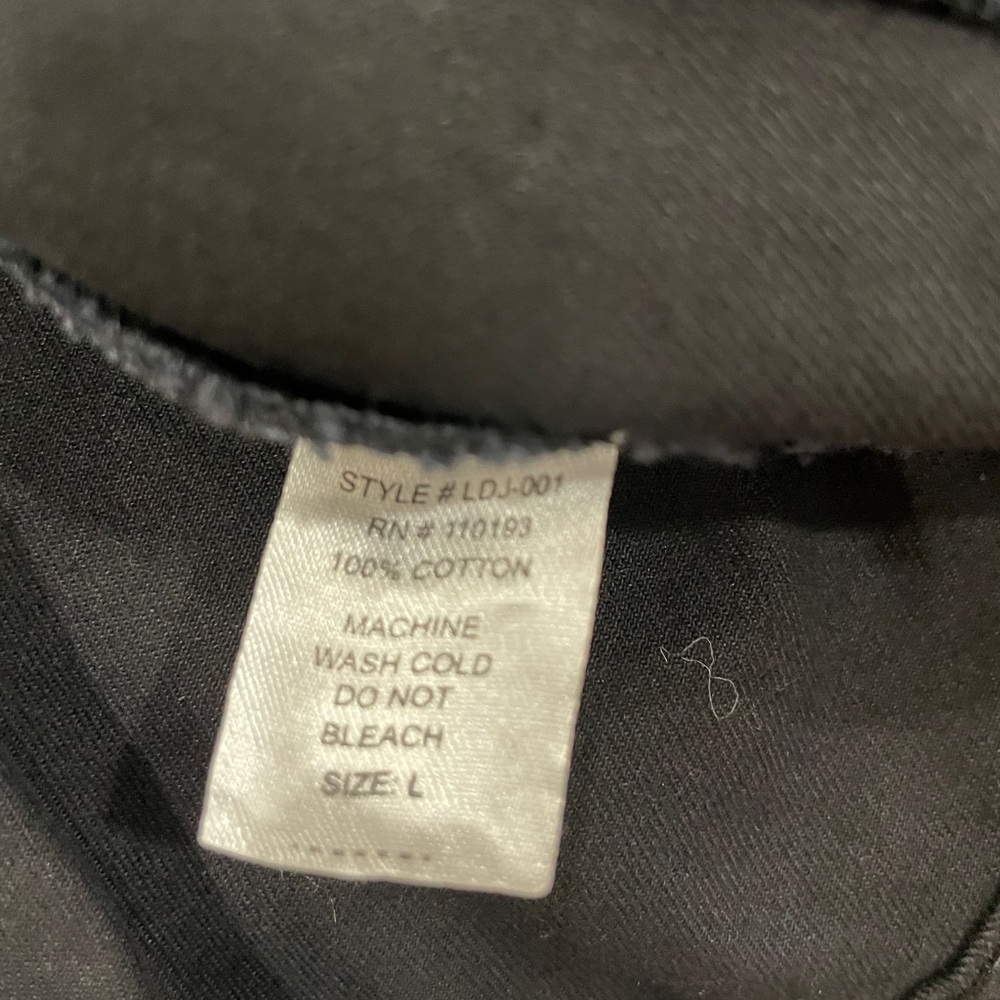 STYLE # LDJ-001
RN # 110193
100% COTTON
MACHINE
WASH COLD
DO NOT
BLEACH
SIZE: L